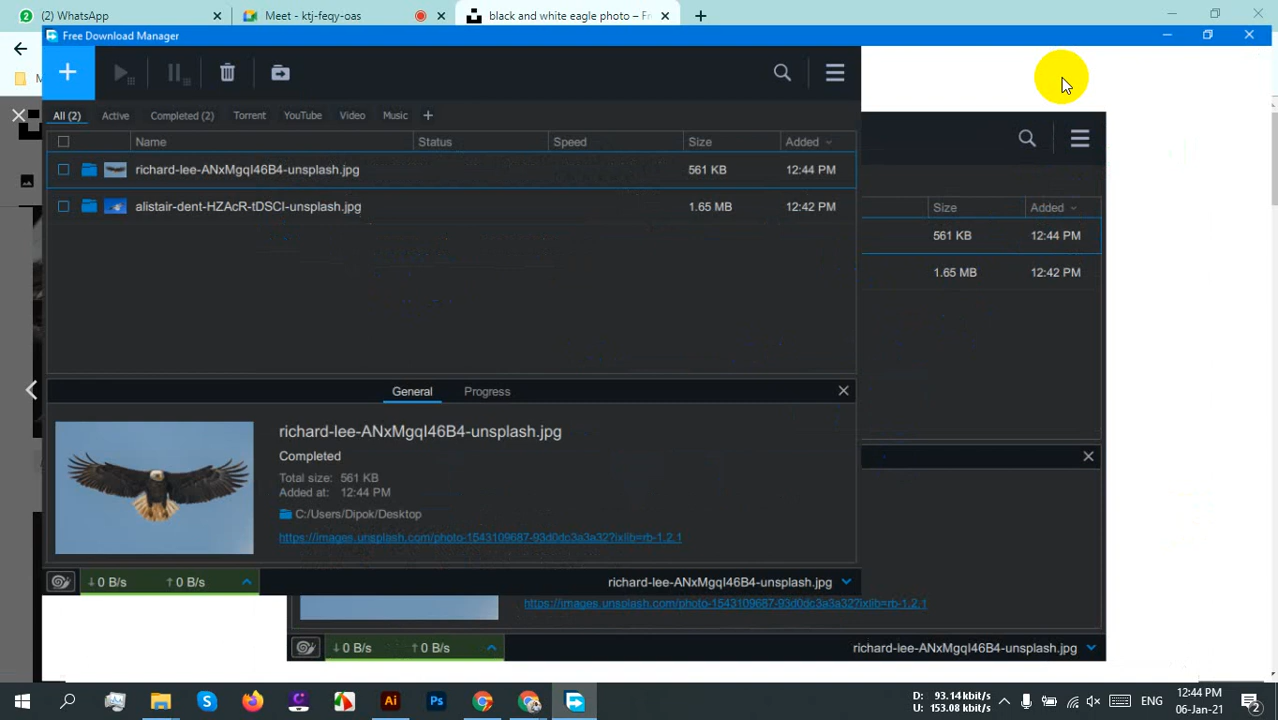 (2) WhatsApp
Meet - ktj-feqy-oas
black and white eagle photo – Fr
Free Download Manager
All (2)
Active
Completed (2)
Torrent
YouTube
Video
Music
Name
Status
Speed
Size
Added
richard-lee-ANxMgqI46B4-unsplash.jpg
561 KB
12:44 PM
alistair-dent-HZAcR-tDSCI-unsplash.jpg
1.65 MB
12:42 PM
Size
Added
561 KB
12:44 PM
1.65 MB
12:42 PM
General
Progress
richard-lee-ANxMgqI46B4-unsplash.jpg
Completed
Total size: 561 KB
Added at: 12:44 PM
C:/Users/Dipok/Desktop
https://images.unsplash.com/photo-1543109687-93d0dc3a3a32?ixlib=rb-1.2.1
↓0 B/s
↑0 B/s
richard-lee-ANxMgqI46B4-unsplash.jpg
https://images.unsplash.com/photo-1543109687-93d0dc3a3a32?ixlib=rb-1.2.1
↓0 B/s
↑0 B/s
richard-lee-ANxMgqI46B4-unsplash.jpg
D: 93.14 kbit/s
U: 153.08 kbit/s
ENG
12:44 PM
06-Jan-21
2